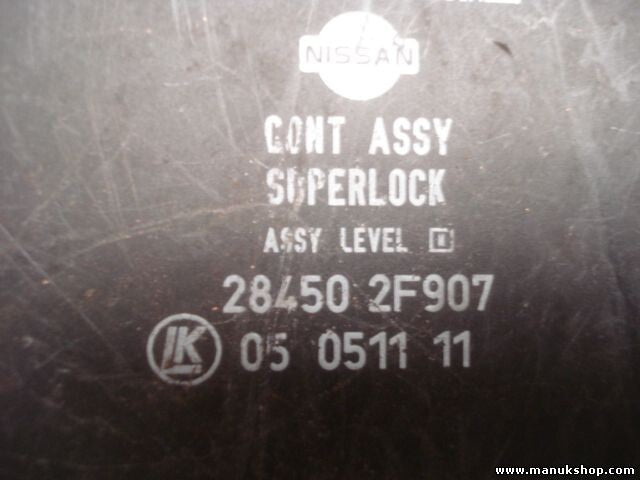 NISSAN
CONT ASSY
SUPERLOCK
ASSY LEVEL
28450 2F907
LK 05 0511 11
www.manukshop.com